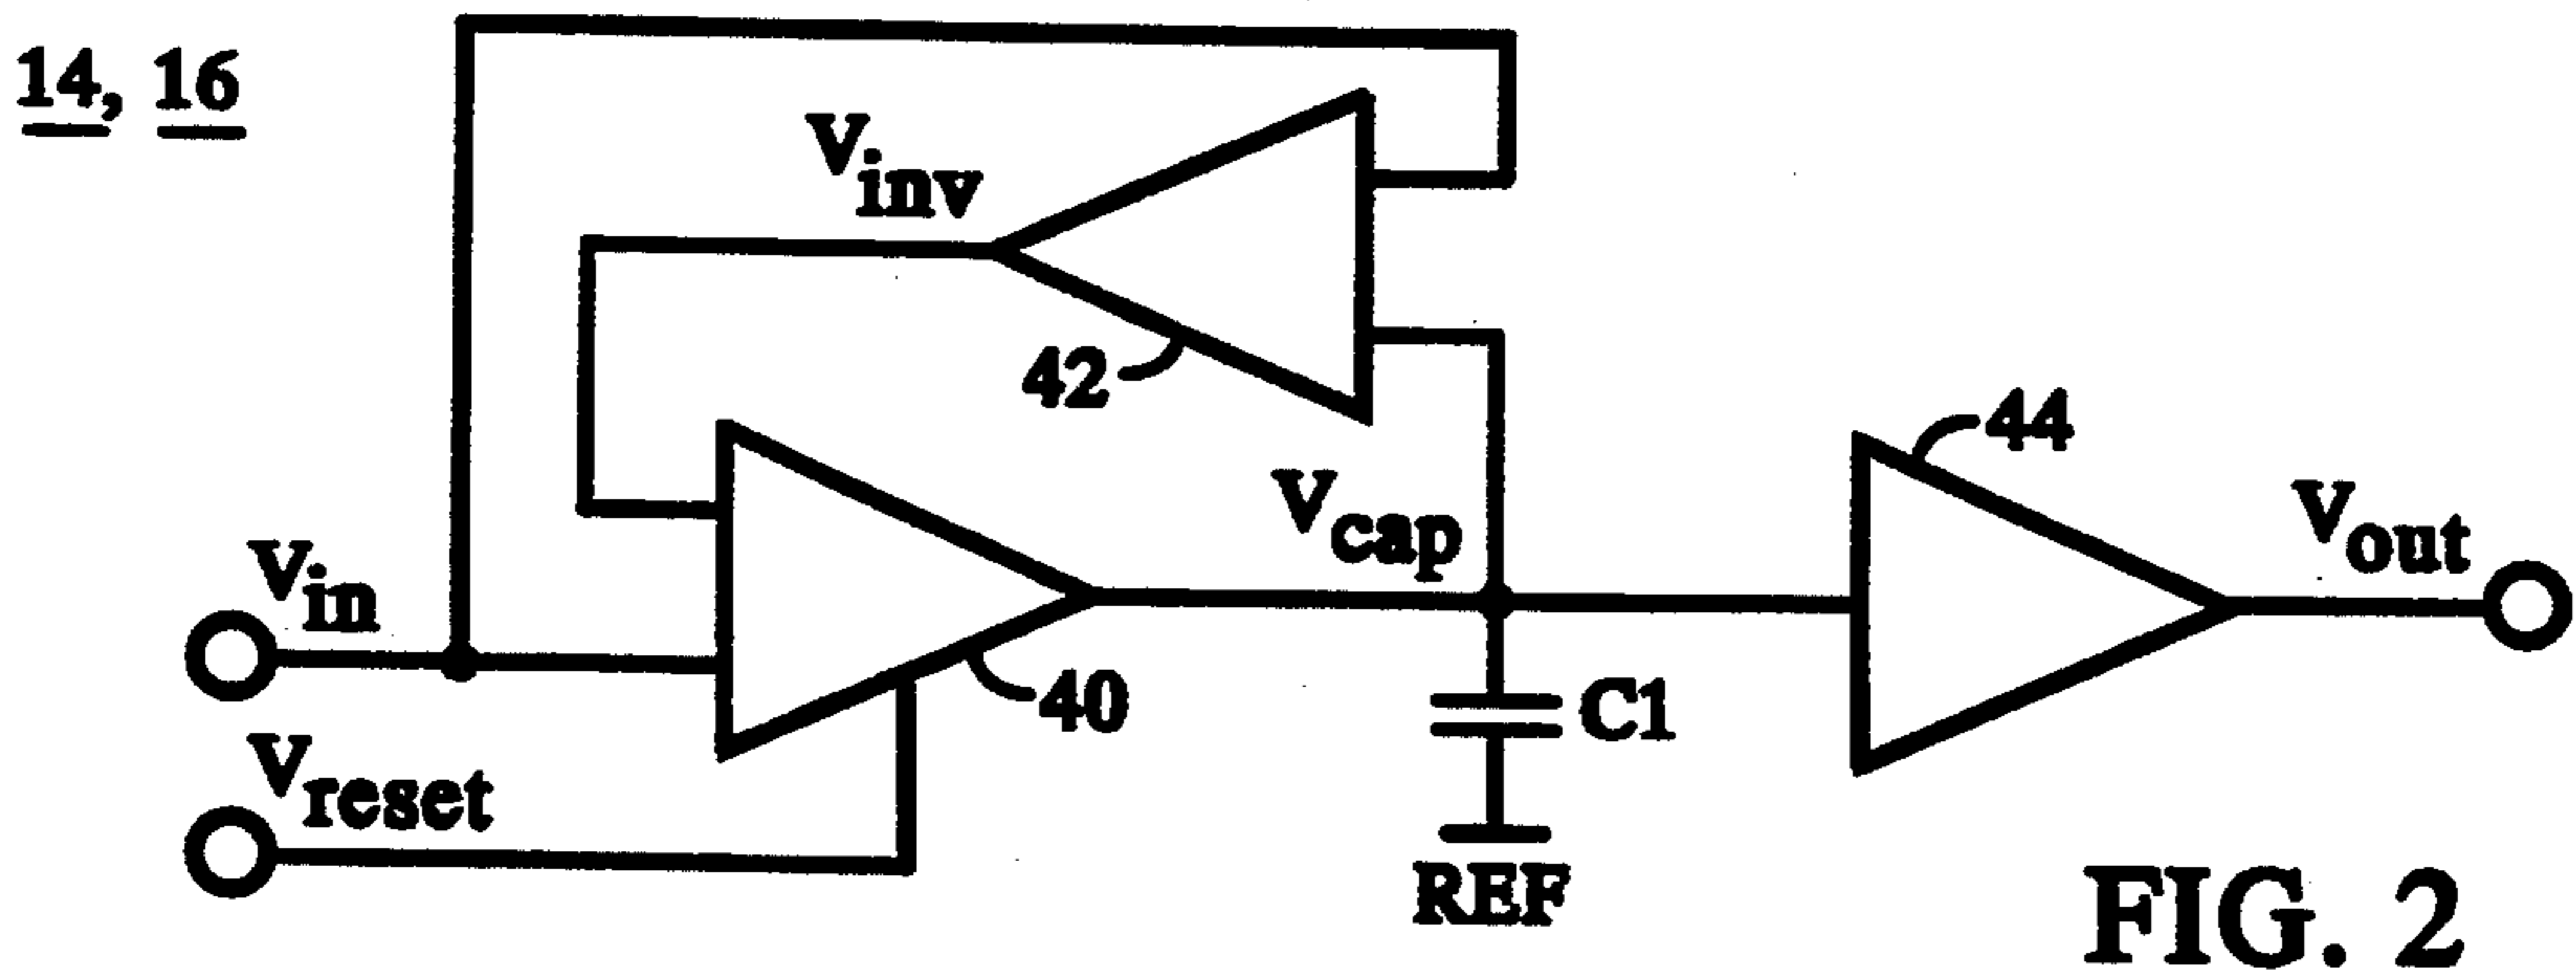 14, 16
Vinv
42
44
Vcap
Vout
Vin
40
C1
Vreset
REF
FIG. 2